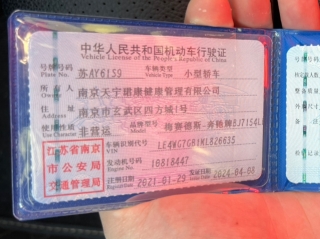 中华人民共和国机动车行驶证
Vehicle License of the People's Republic of China
号牌号码 苏AY6159 车辆类型 小型轿车
Plate No. Vehicle Type
所有人 南京天宁璟康健康管理有限公司
Owner
住址 南京市玄武区四方城1号
Address
使用性质 非营运 品牌型号 梅赛德斯-奔驰牌BJ7154L
Use Character
江苏省南京市公安局交通管理局
车辆识别代号 LE4WG7GB1ML826635
VIN
发动机号码 10818447
Engine No.
注册日期 2021-01-29 发证日期 2024-04-08
Register Date Issue Date